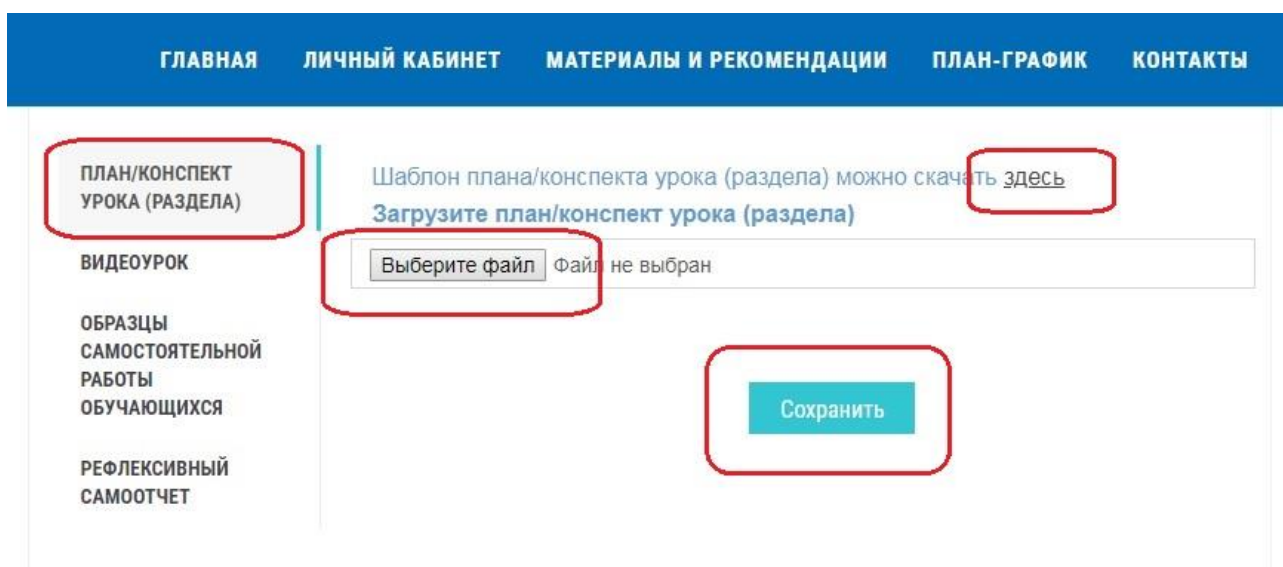 ГЛАВНАЯ ЛИЧНЫЙ КАБИНЕТ МАТЕРИАЛЫ И РЕКОМЕНДАЦИИ ПЛАН-ГРАФИК КОНТАКТЫ
ПЛАН/КОНСПЕКТ
УРОКА (РАЗДЕЛА)
ВИДЕОУРОК
ОБРАЗЦЫ
САМОСТОЯТЕЛЬНОЙ
РАБОТЫ
ОБУЧАЮЩИХСЯ
РЕФЛЕКСИВНЫЙ
САМООТЧЕТ
Шаблон плана/конспекта урока (раздела) можно скачать здесь
Загрузите план/конспект урока (раздела)
Выберите файл Файл не выбран
Сохранить